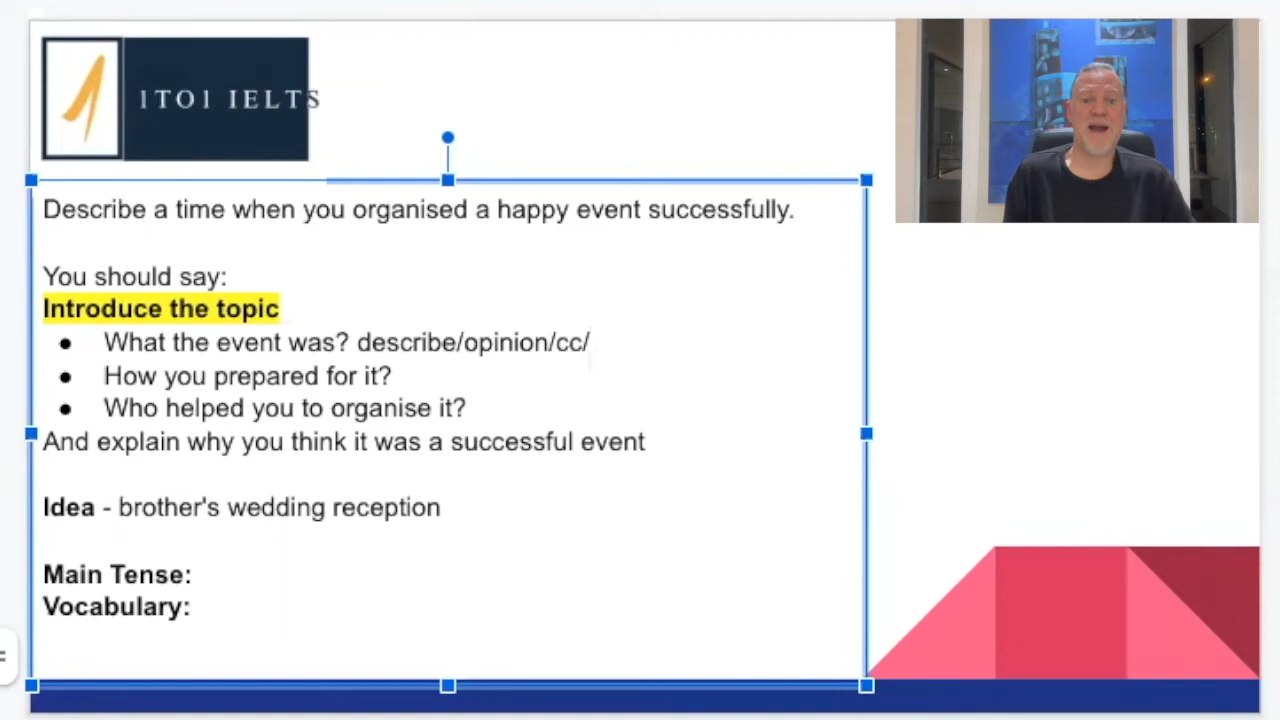 1TO1 IELTS
Describe a time when you organised a happy event successfully.
You should say:
Introduce the topic
● What the event was? describe/opinion/cc/
● How you prepared for it?
● Who helped you to organise it?
And explain why you think it was a successful event
Idea - brother's wedding reception
Main Tense:
Vocabulary: